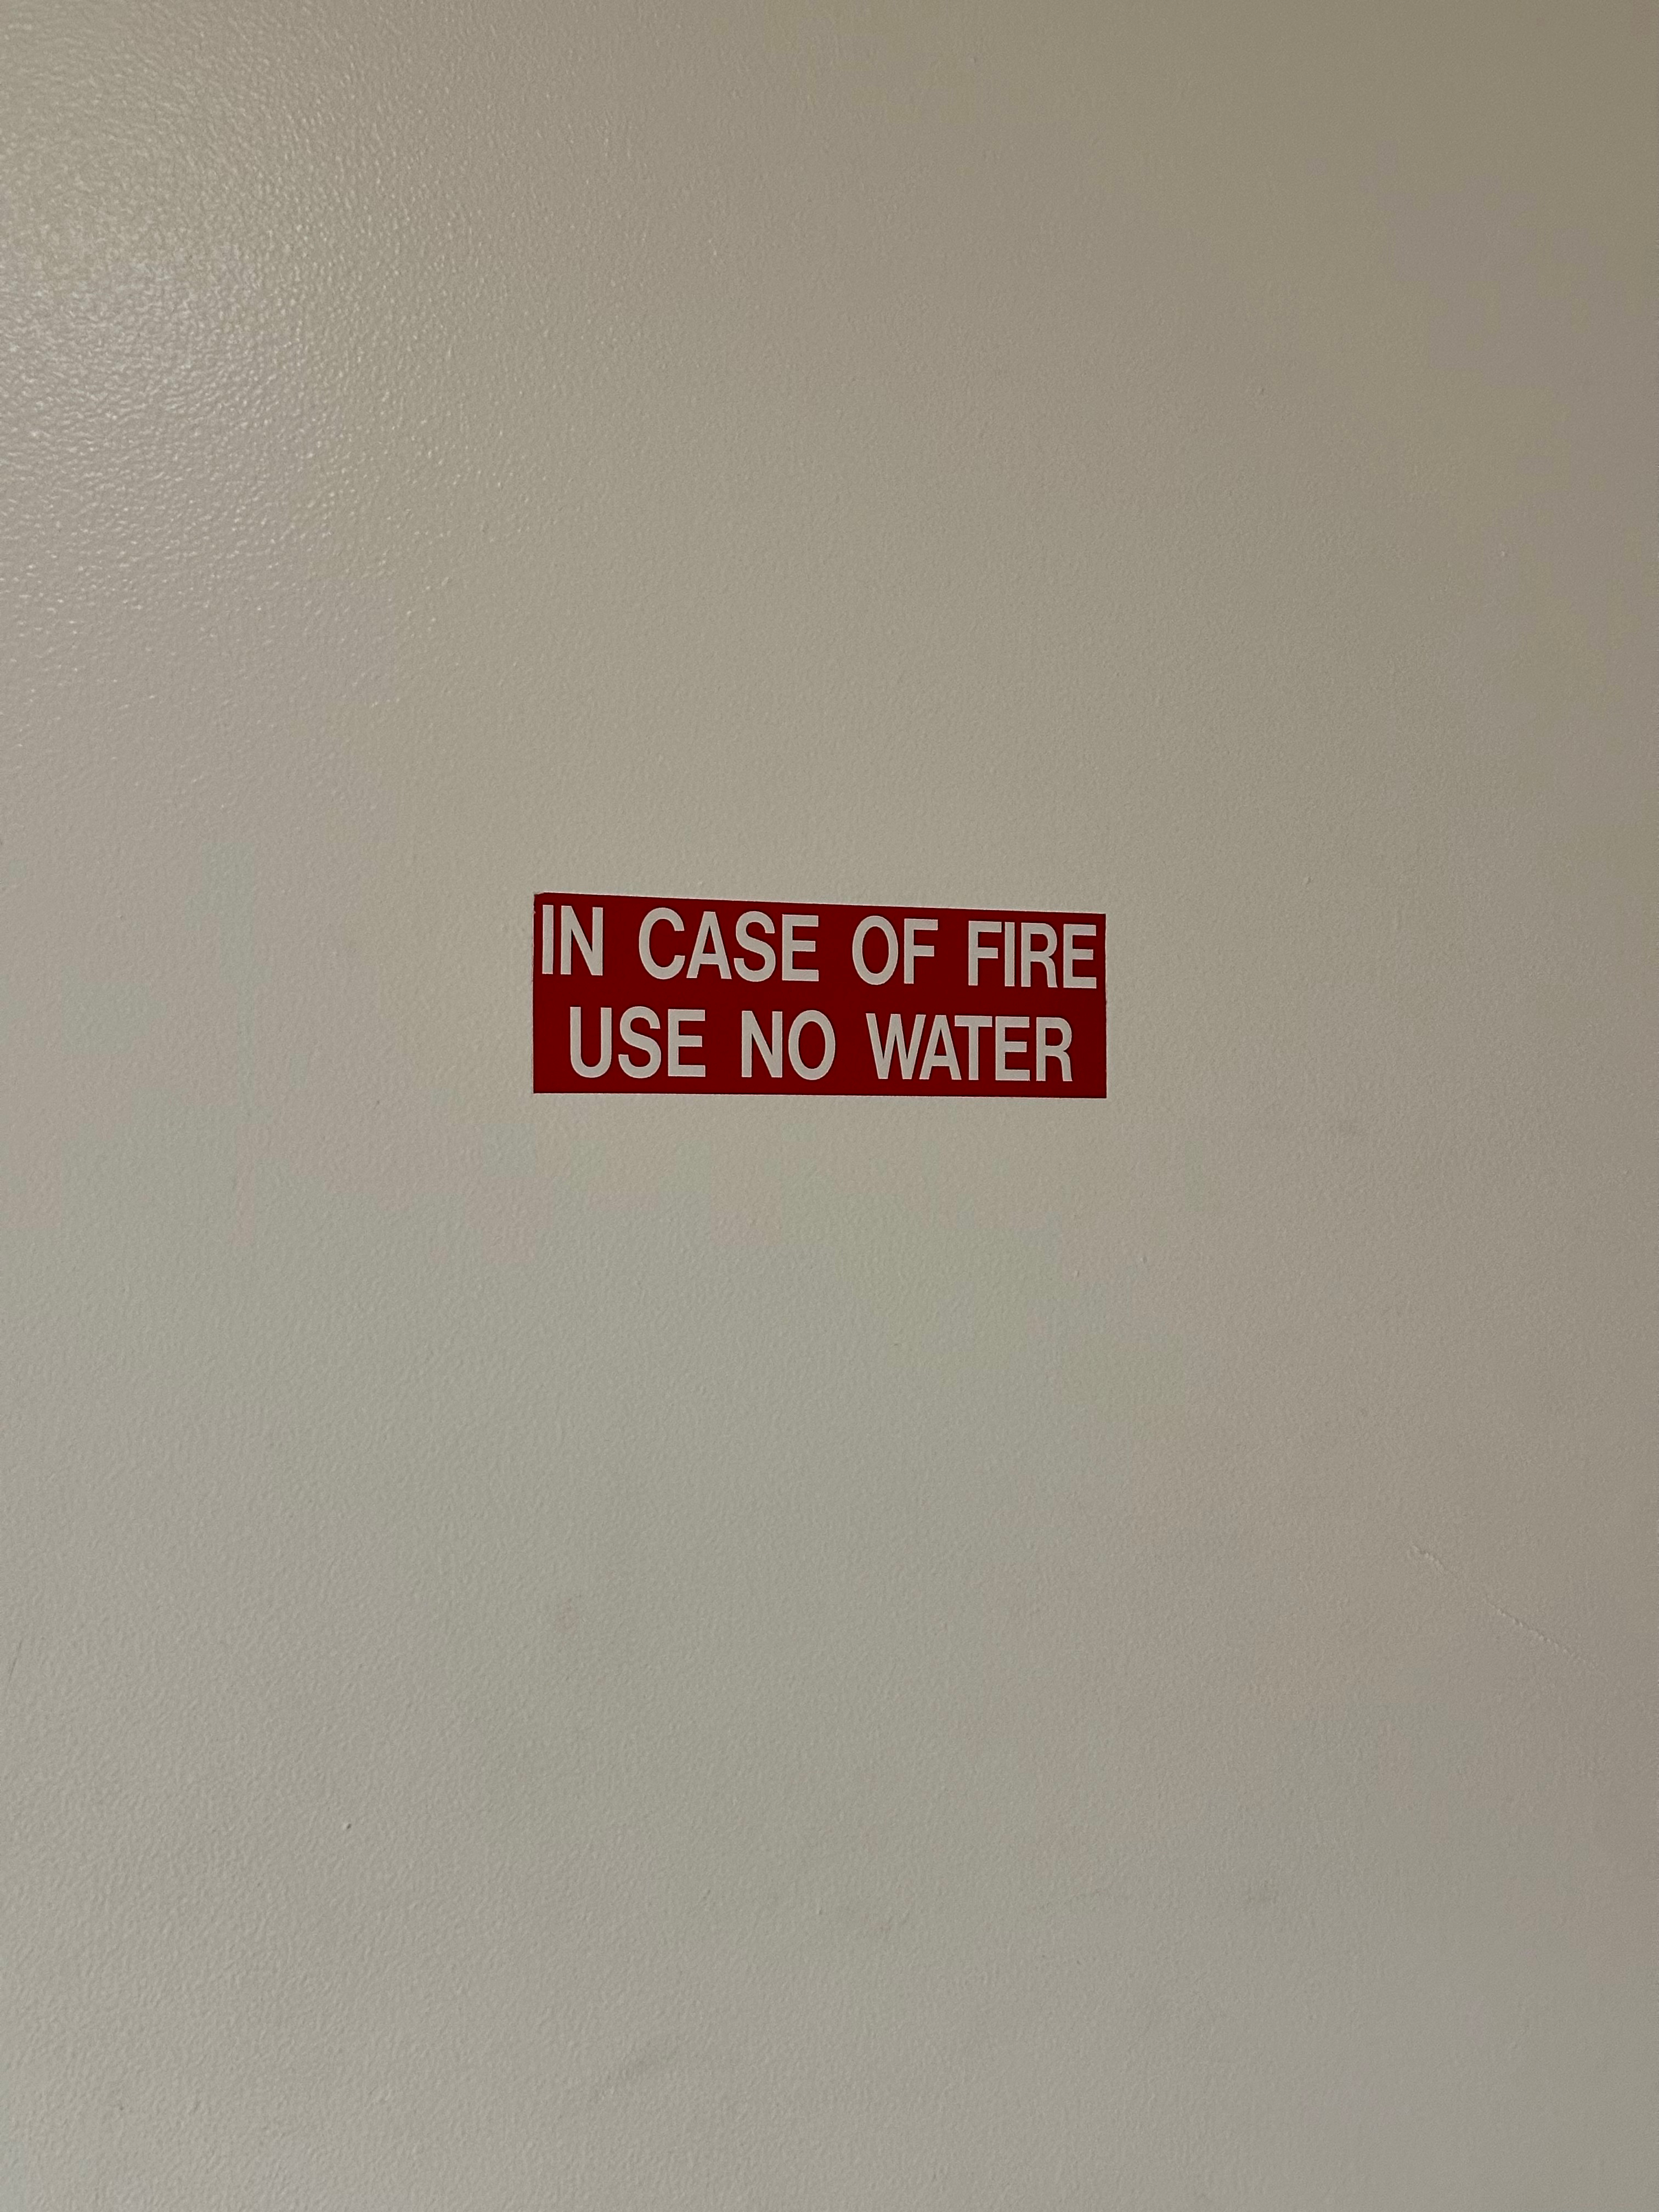 IN CASE OF FIRE
USE NO WATER